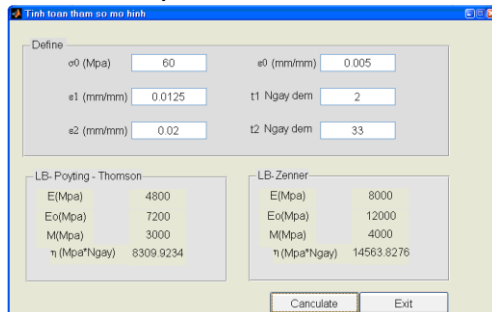 Tinh toan tham so mo hinh
Define
σ0 (Mpa) 60 ε0 (mm/mm) 0.005
ε1 (mm/mm) 0.0125 t1 Ngay dem 2
ε2 (mm/mm) 0.02 t2 Ngay dem 33
LB- Poyting - Thomson LB- Zenner
E(Mpa) 4800 E(Mpa) 8000
Eo(Mpa) 7200 Eo(Mpa) 12000
M(Mpa) 3000 M(Mpa) 4000
η (Mpa*Ngay) 8309.9234 η (Mpa*Ngay) 14563.8276
Canculate Exit